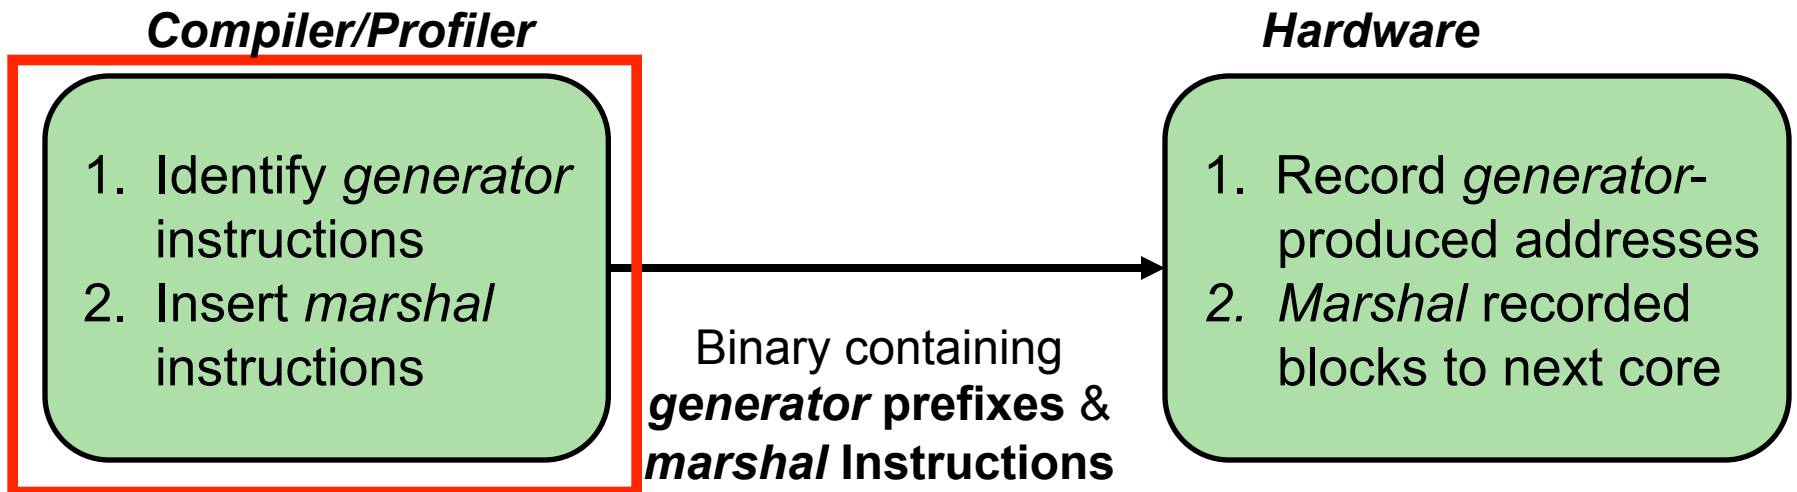 Compiler/Profiler
1. Identify generator
instructions
2. Insert marshal
instructions
Binary containing
generator prefixes &
marshal Instructions
Hardware
1. Record generator-
produced addresses
2. Marshal recorded
blocks to next core